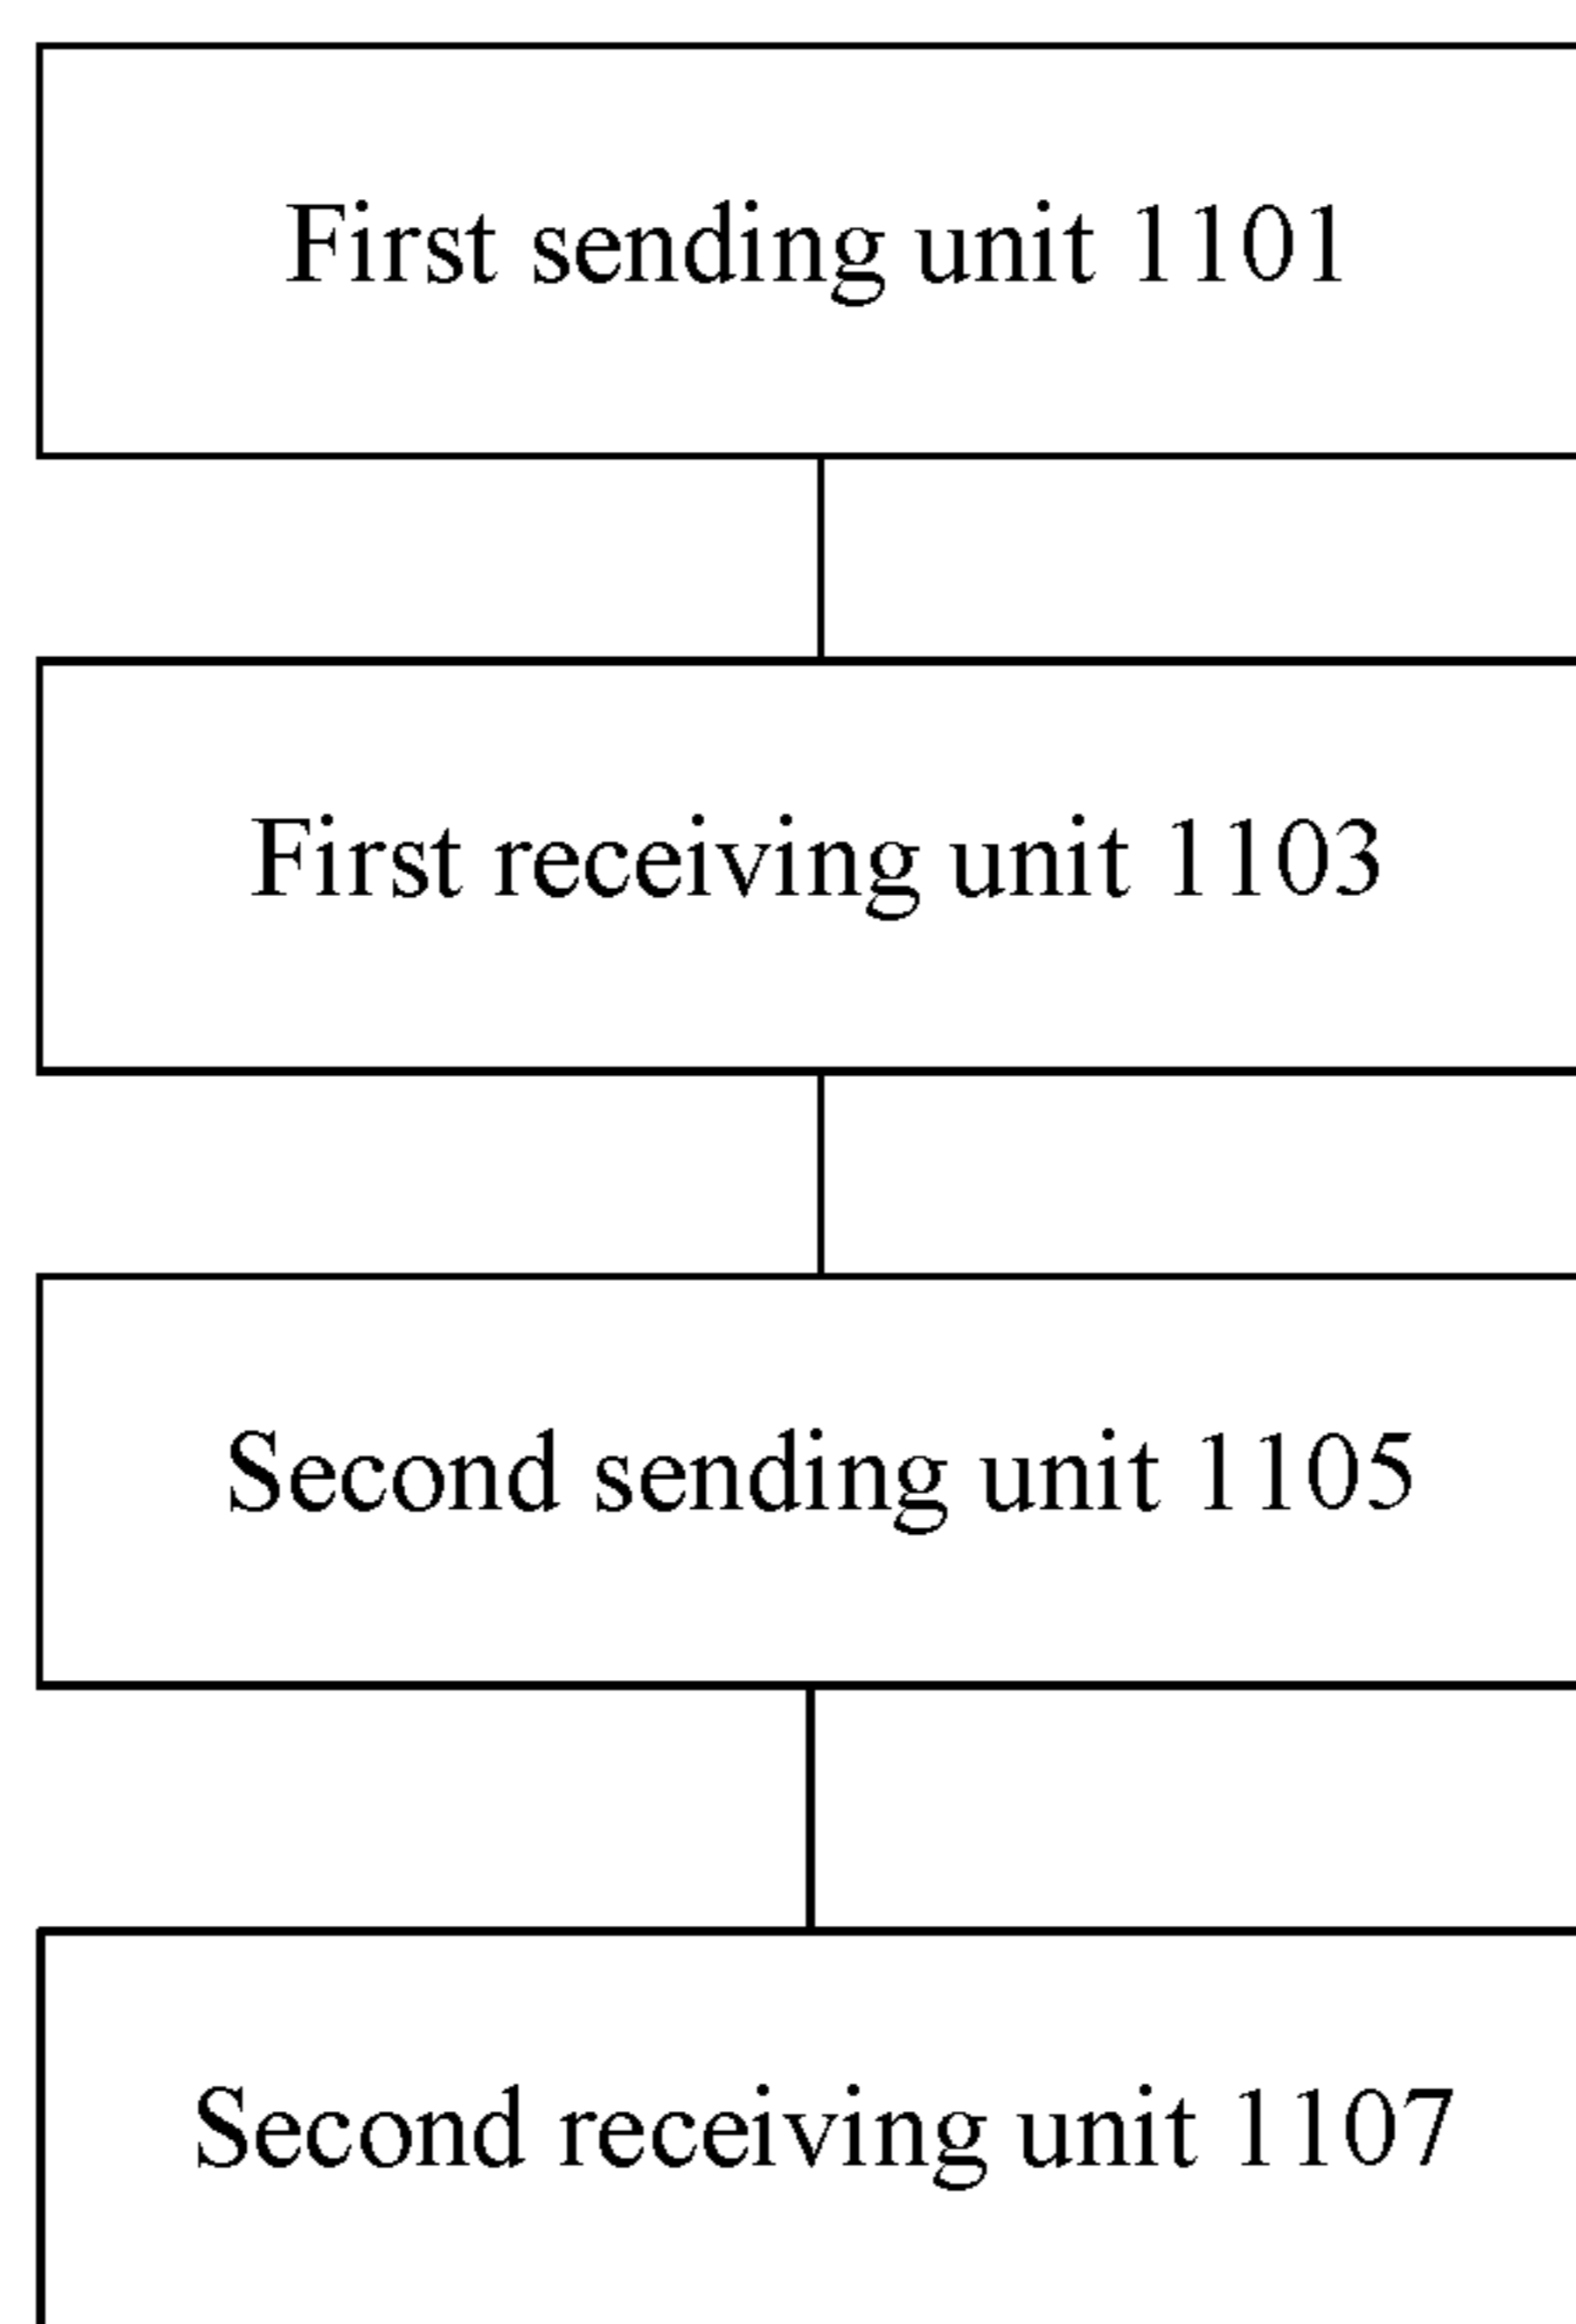 First sending unit 1101
First receiving unit 1103
Second sending unit 1105
Second receiving unit 1107